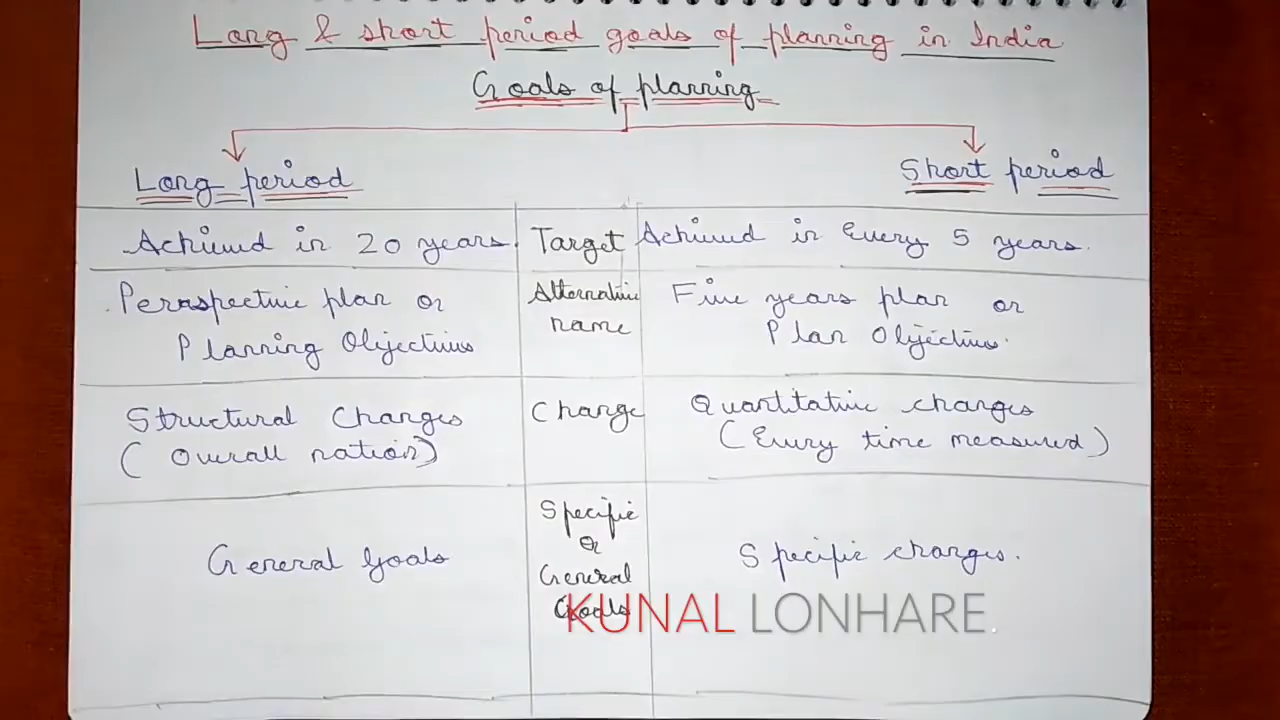 Long & short period goals of planning in India
Goals of planning
Long period
Short period
Achieved in 20 years.
Target
Achieved in Every 5 years.
Perspective plan or
Planning Objectives
Alternative
name
Five years plan or
Plan Objectives.
Structural Changes
(Overall nation)
Change
Quantitative changes
(Every time measured)
General goals
Specific
or
General
Goals
Specific changes.
KUNAL LONHARE.